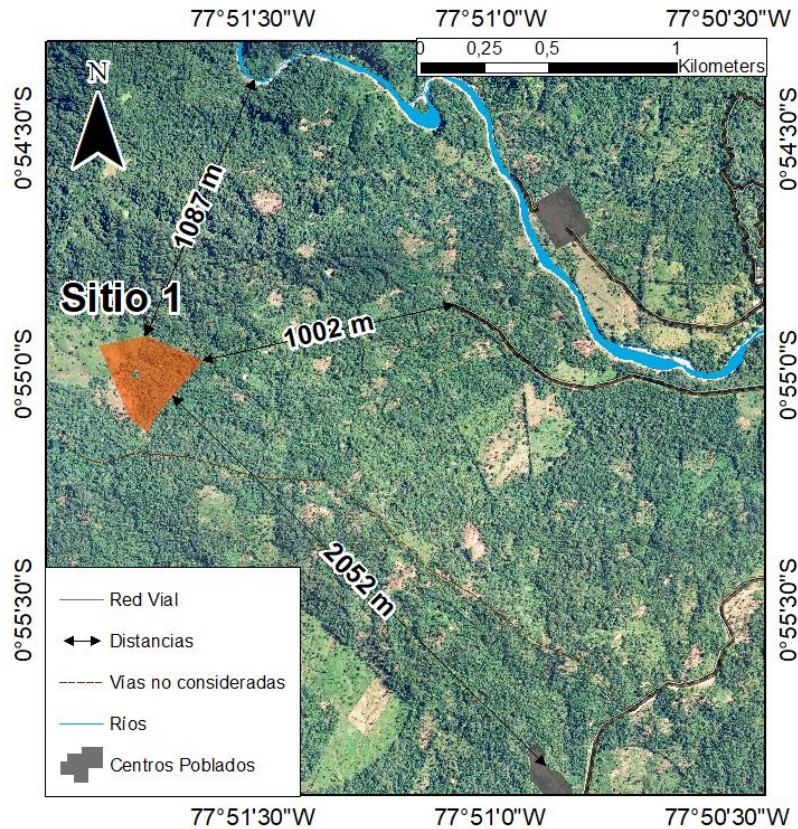 77°51'30"W 77°51'0"W 77°50'30"W
0 0,25 0,5 1
Kilometers
N
0°54'30"S 0°54'30"S
1087 m
Sitio 1
1002 m
0°55'0"S 0°55'0"S
2052 m
0°55'30"S 0°55'30"S
Red Vial
Distancias
Vías no consideradas
Ríos
Centros Poblados
77°51'30"W 77°51'0"W 77°50'30"W